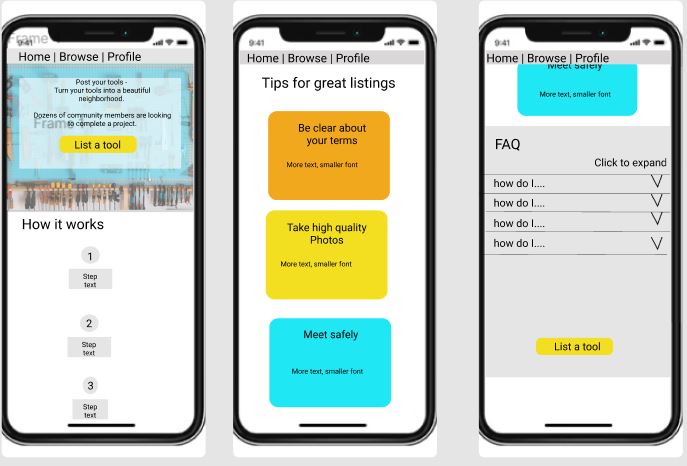 Frame
9:41
Home | Browse | Profile
Post your tools -
Turn your tools into a beautiful
neighborhood.
Dozens of community members are looking
to complete a project.
Fram
List a tool
How it works
1
Step
text
2
Step
text
3
Step
text
9:41
Home | Browse | Profile
Tips for great listings
Be clear about
your terms
More text, smaller font
Take high quality
Photos
More text, smaller font
Meet safely
More text, smaller font
9:41
Home | Browse | Profile
Meet safely
More text, smaller font
FAQ
Click to expand
how do I....
how do I....
how do I....
how do I....
List a tool